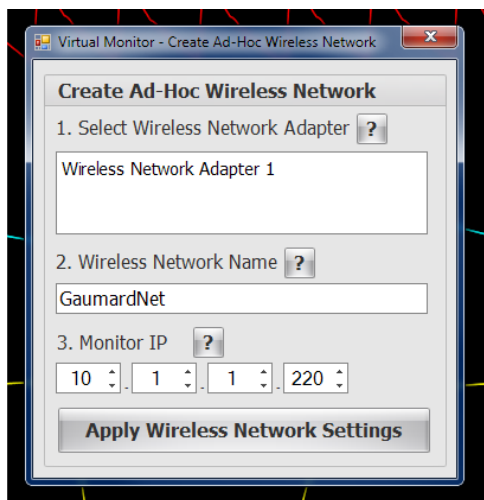 Virtual Monitor - Create Ad-Hoc Wireless Network
Create Ad-Hoc Wireless Network
1. Select Wireless Network Adapter ?
Wireless Network Adapter 1
2. Wireless Network Name ?
GaumardNet
3. Monitor IP ?
10 . 1 . 1 . 220
Apply Wireless Network Settings